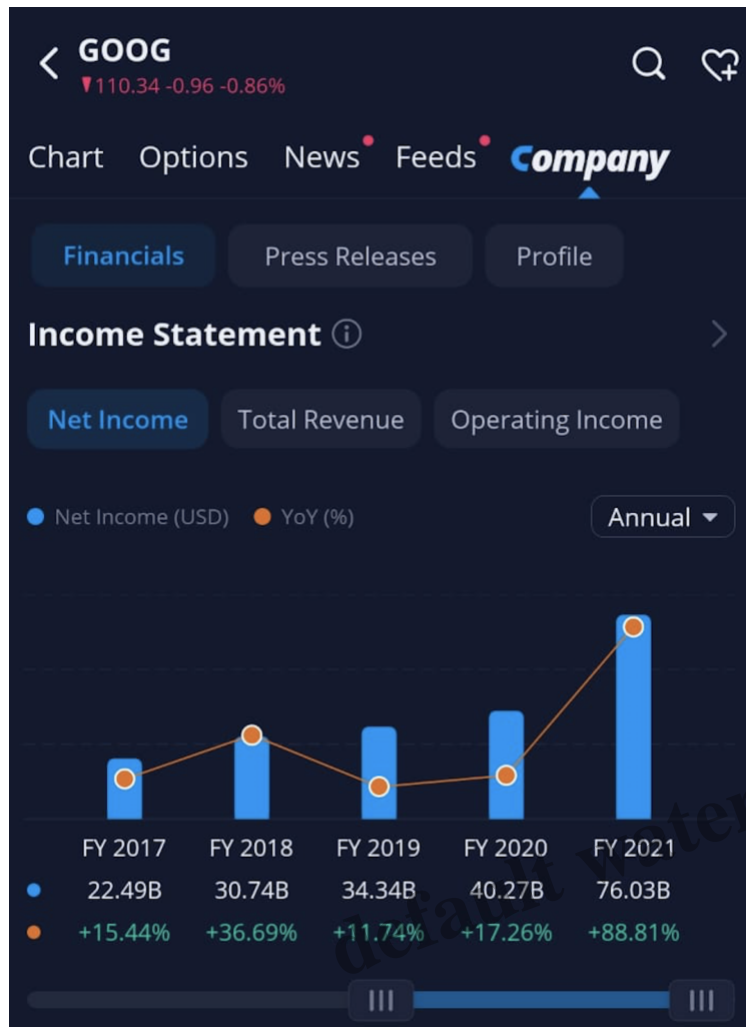 GOOG
▼110.34 -0.96 -0.86%
Chart Options News Feeds Company
Financials Press Releases Profile
Income Statement
Net Income Total Revenue Operating Income
Net Income (USD) YoY (%) Annual
FY 2017 FY 2018 FY 2019 FY 2020 FY 2021
22.49B 30.74B 34.34B 40.27B 76.03B
+15.44% +36.69% +11.74% +17.26% +88.81%
default water